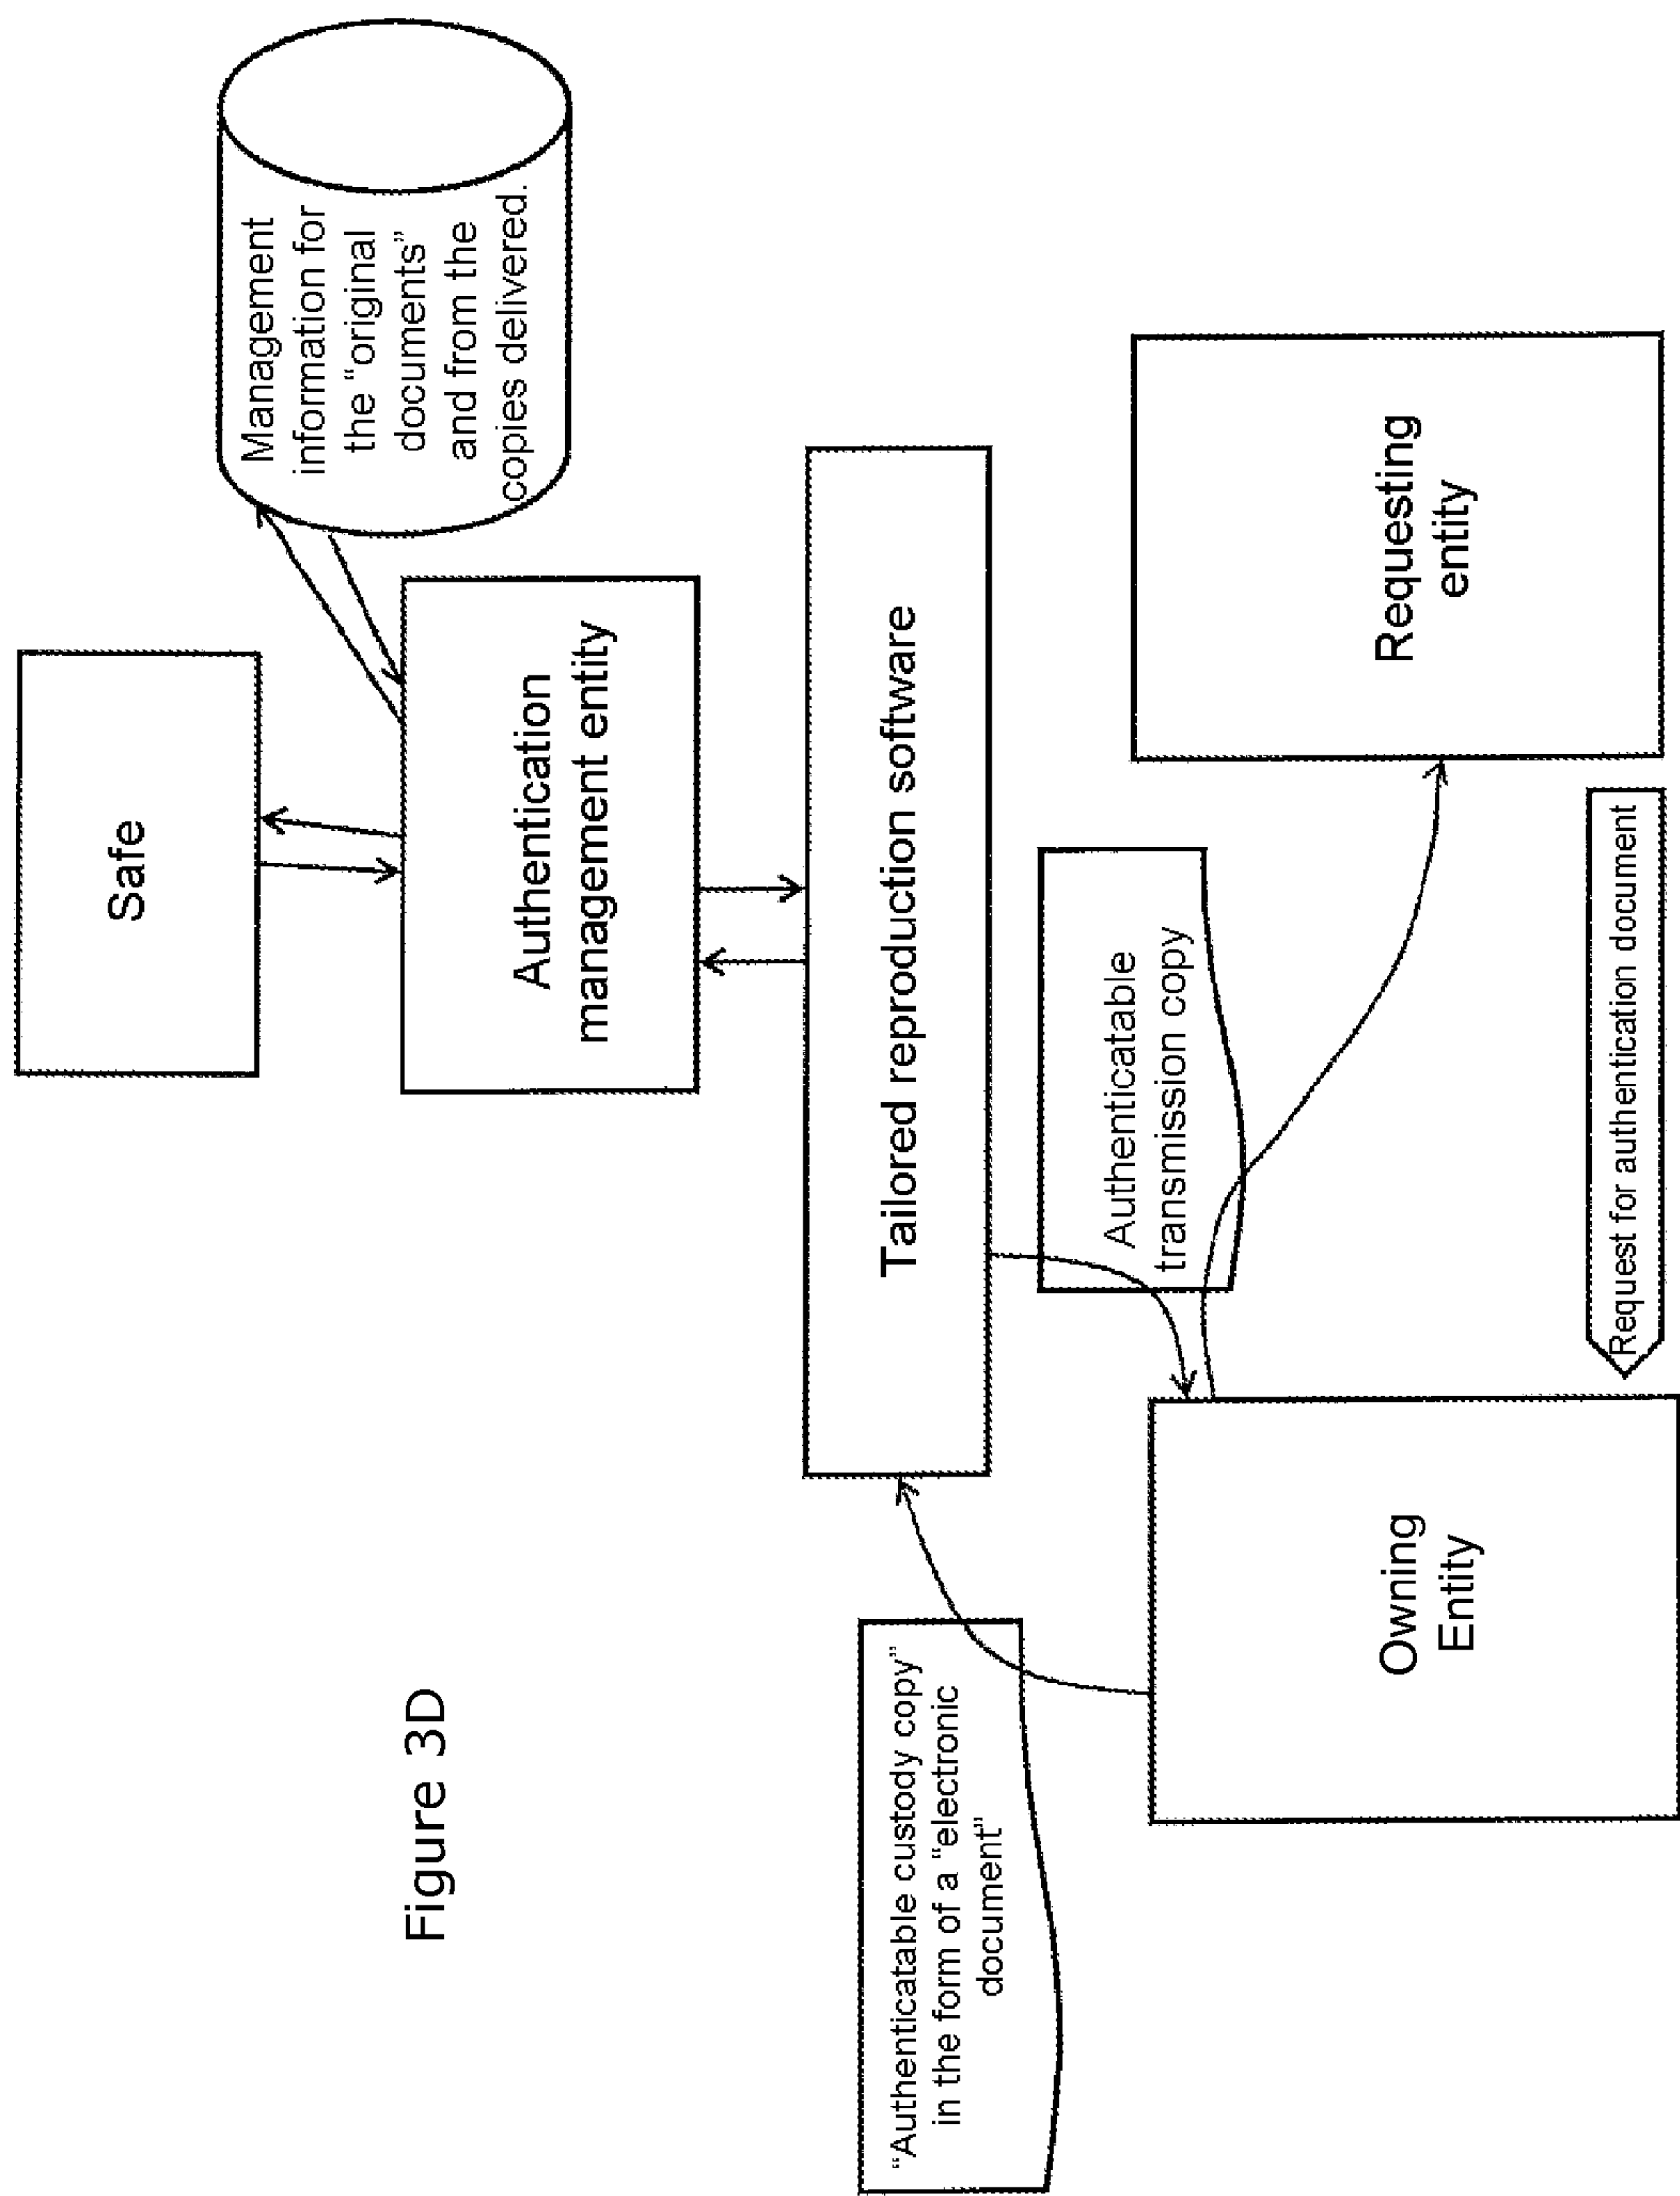 Figure 3D
Safe
Management
information for
the “original
documents”
and from the
copies delivered.
Authentication
management entity
Tailored reproduction software
“Authenticatable custody copy”
in the form of a “electronic
document”
Authenticatable
transmission copy
Owning
Entity
Requesting
entity
Request for authentication document